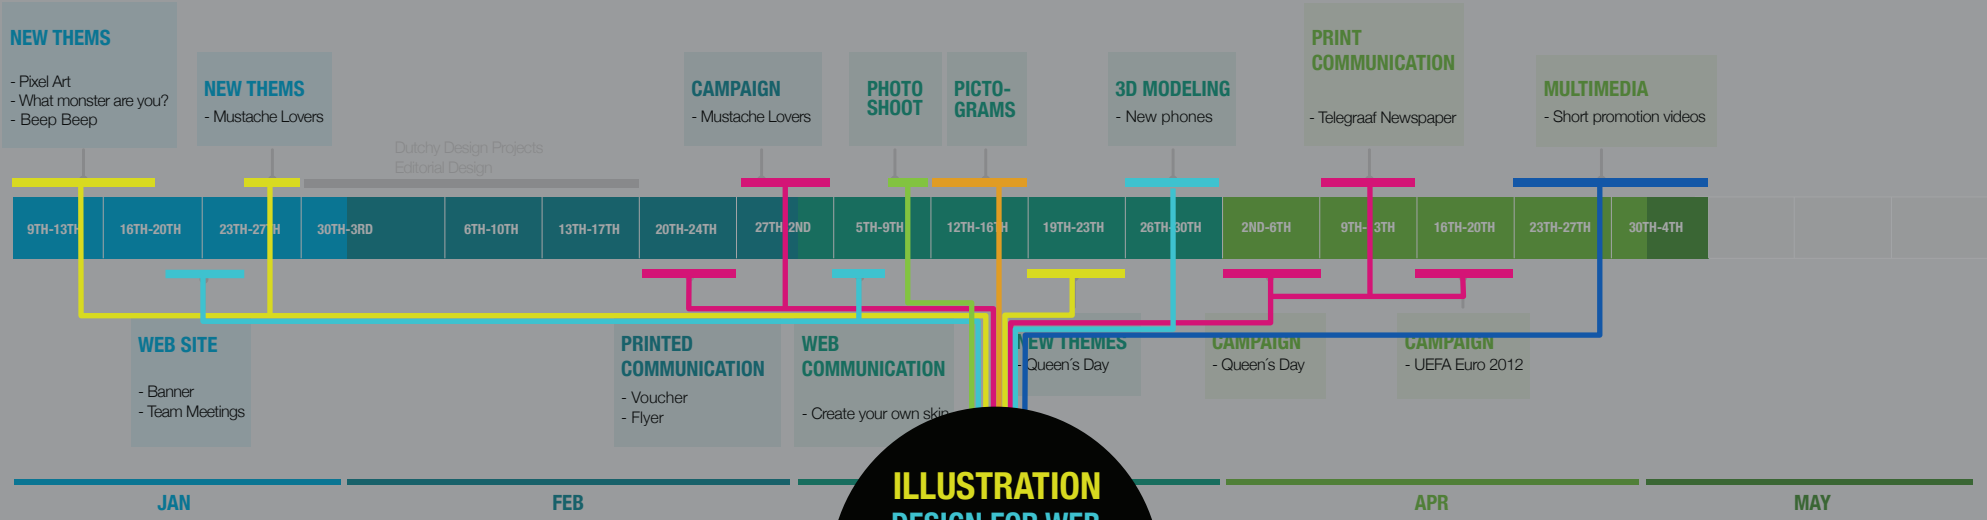 NEW THEMS
- Pixel Art
- What monster are you?
- Beep Beep
NEW THEMS
- Mustache Lovers
Dutchy Design Projects
Editorial Design
CAMPAIGN
- Mustache Lovers
PHOTO
SHOOT
PICTO-
GRAMS
3D MODELING
- New phones
PRINT
COMMUNICATION
- Telegraaf Newspaper
MULTIMEDIA
- Short promotion videos
9TH-13TH
16TH-20TH
23TH-27TH
30TH-3RD
6TH-10TH
13TH-17TH
20TH-24TH
27TH-2ND
5TH-9TH
12TH-16TH
19TH-23TH
26TH-30TH
2ND-6TH
9TH-13TH
16TH-20TH
23TH-27TH
30TH-4TH
WEB SITE
- Banner
- Team Meetings
PRINTED
COMMUNICATION
- Voucher
- Flyer
WEB
COMMUNICATION
- Create your own skin
NEW THEMES
- Queen´s Day
CAMPAIGN
- Queen´s Day
CAMPAIGN
- UEFA Euro 2012
JAN
FEB
APR
MAY
ILLUSTRATION
DESIGN FOR WEB